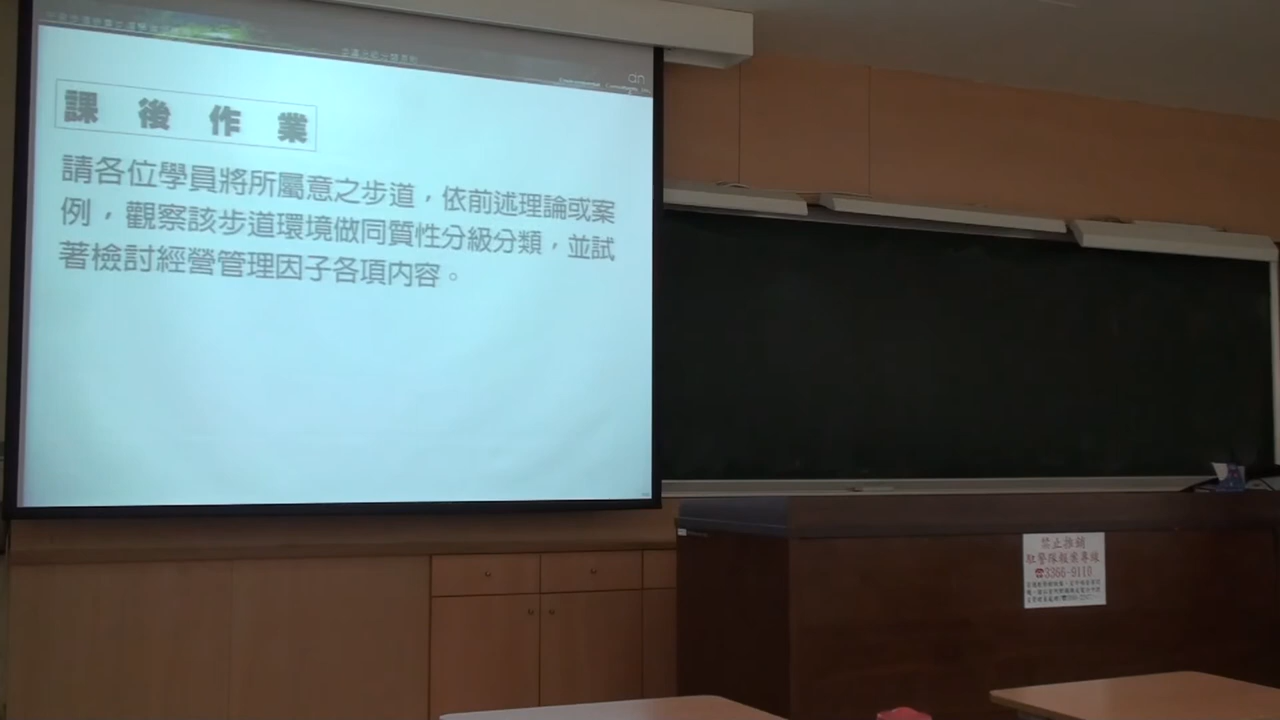 課後作業
請各位學員將所屬意之步道，依前述理論或案
例，觀察該步道環境做同質性分級分類，並試
著檢討經營管理因子各項內容。
禁止推銷
駐警隊報案專線
☎3366-9110